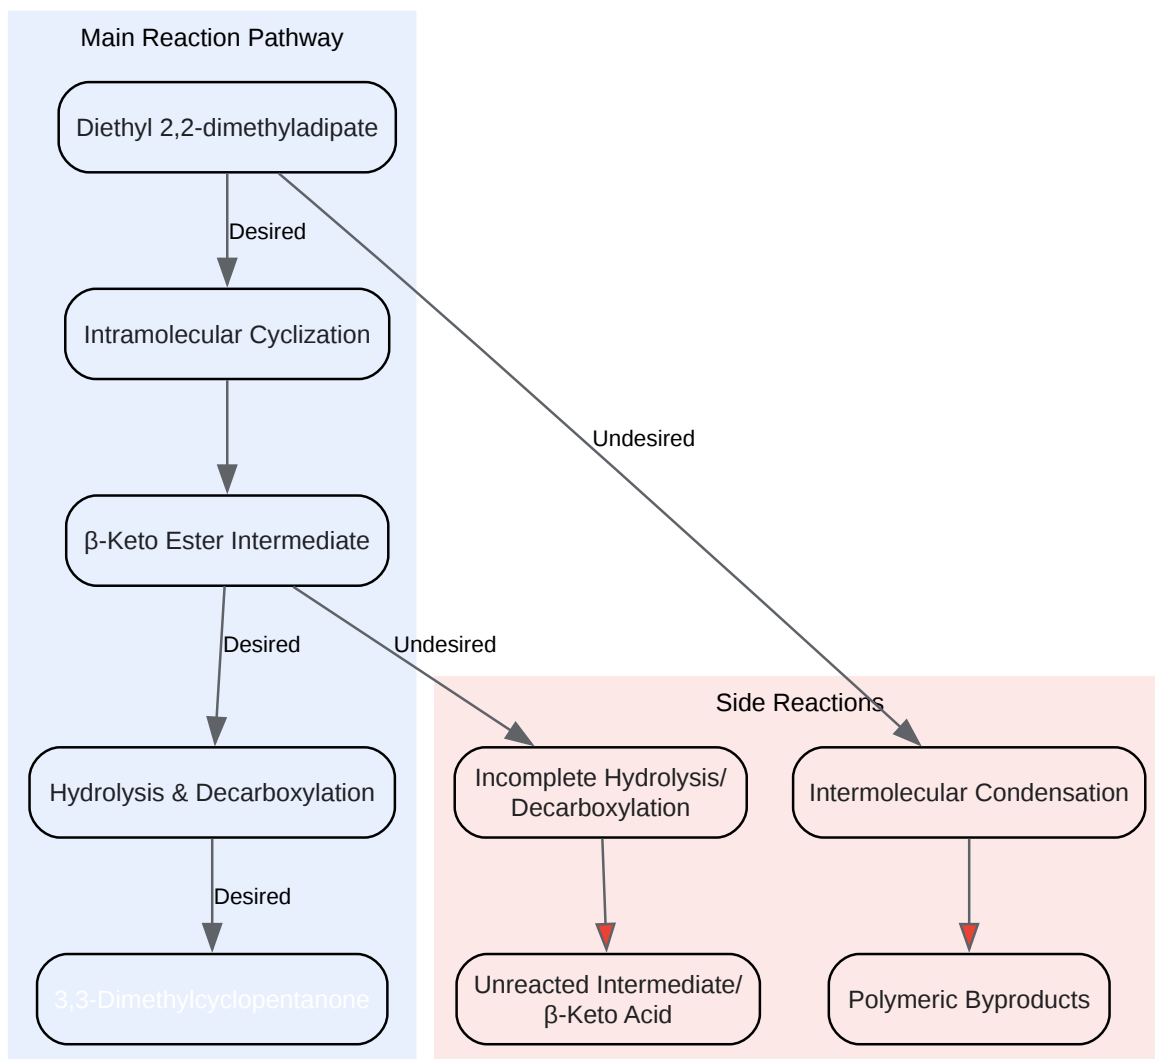 Main Reaction Pathway
Diethyl 2,2-dimethyladipate
Desired
Intramolecular Cyclization
Undesired
β-Keto Ester Intermediate
Desired
Undesired
Side Reactions
Hydrolysis & Decarboxylation
Incomplete Hydrolysis/
Decarboxylation
Intermolecular Condensation
Desired
3,3-Dimethylcyclopentanone
Unreacted Intermediate/
β-Keto Acid
Polymeric Byproducts